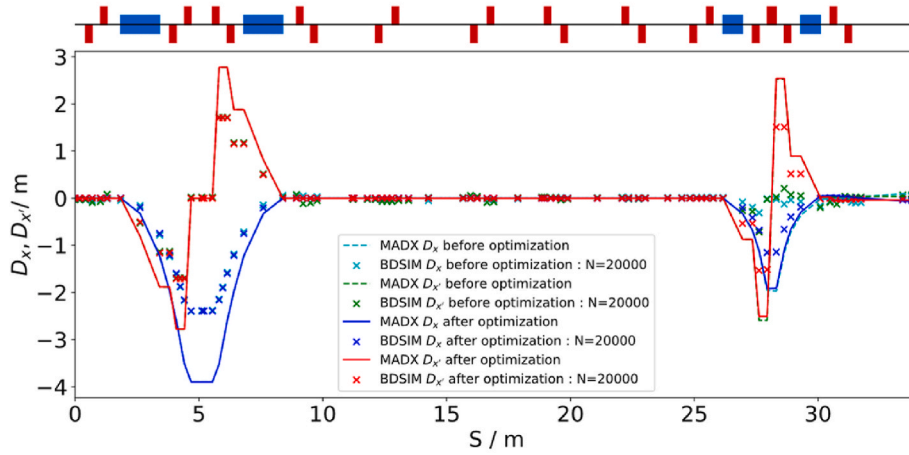 3
2
1
0
−1
−2
−3
−4
D_x, D_x'/ m
MADX D_x before optimization
BDSIM D_x before optimization : N=20000
MADX D_x' before optimization
BDSIM D_x' before optimization : N=20000
MADX D_x after optimization
BDSIM D_x after optimization : N=20000
MADX D_x' after optimization
BDSIM D_x' after optimization : N=20000
0 5 10 15 20 25 30
S / m